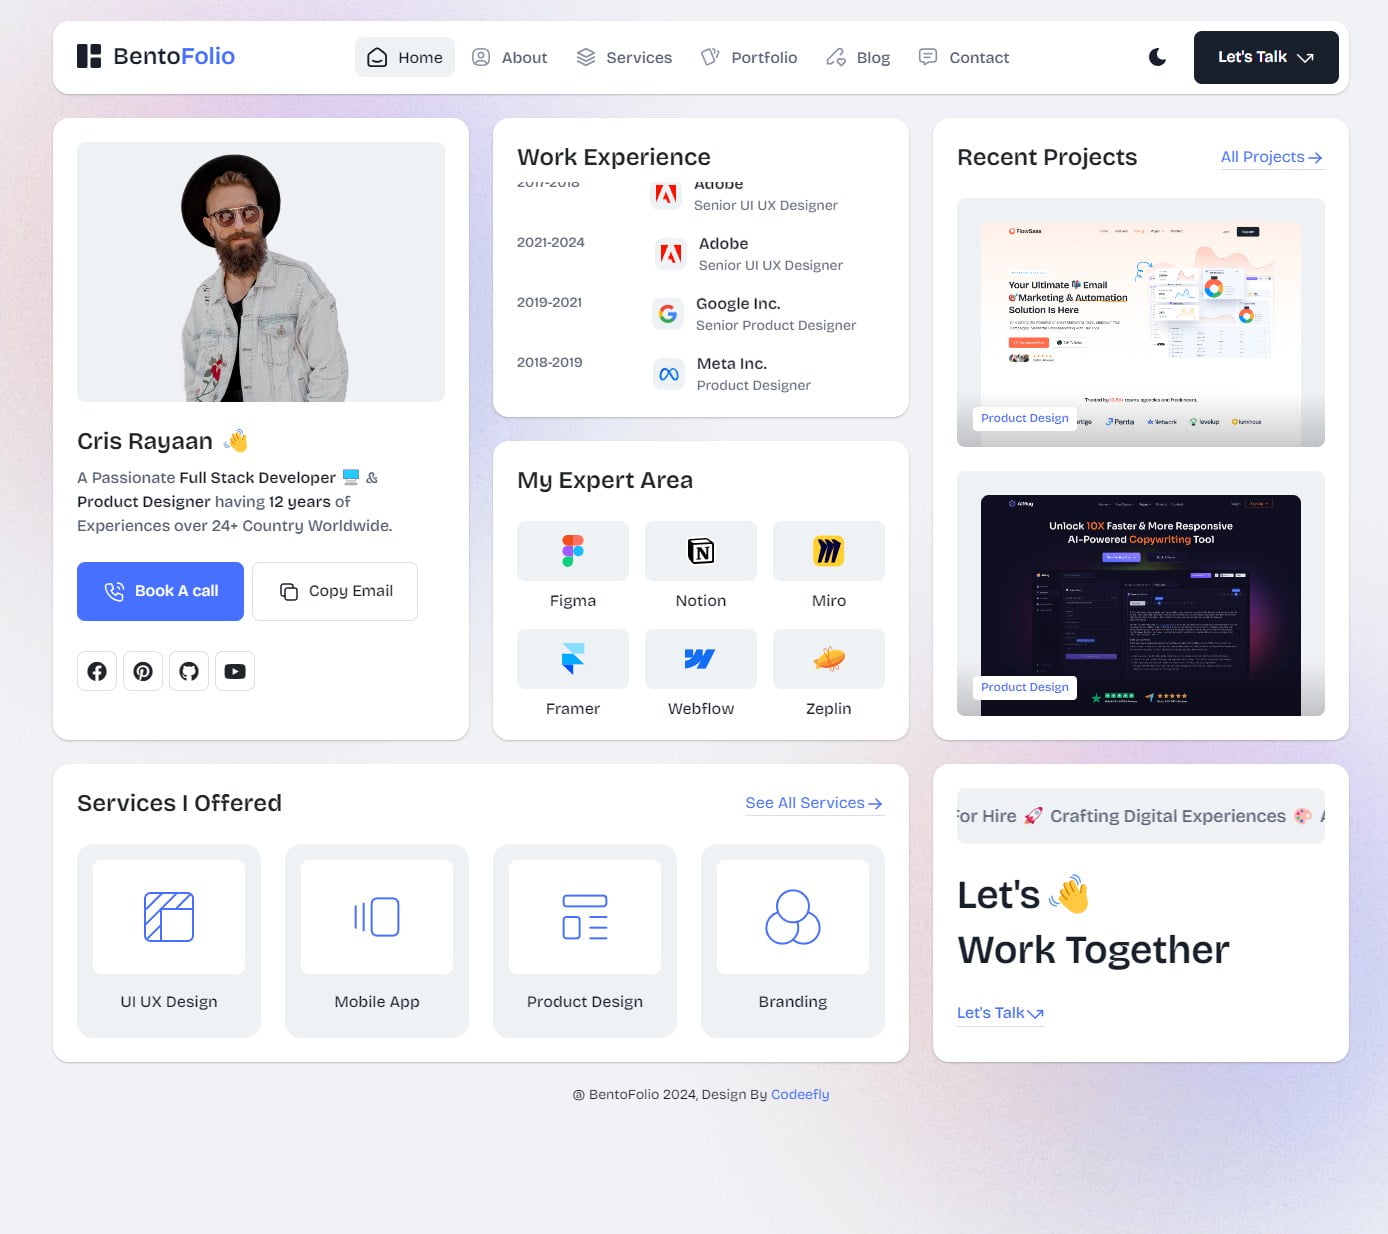 BentoFolio
Home
About
Services
Portfolio
Blog
Contact
Let's Talk
Cris Rayaan
A Passionate Full Stack Developer &
Product Designer having 12 years of
Experiences over 24+ Country Worldwide.
Book A call
Copy Email
Work Experience
2017-2018
Adobe
Senior UI UX Designer
2021-2024
Adobe
Senior UI UX Designer
2019-2021
Google Inc.
Senior Product Designer
2018-2019
Meta Inc.
Product Designer
My Expert Area
Figma
Notion
Miro
Framer
Webflow
Zeplin
Recent Projects
All Projects
FlowSass
Your Ultimate Email
Marketing & Automation
Solution Is Here
Product Design
Penta
Network
levelup
luminous
AIMug
Unlock 10X Faster & More Responsive
AI-Powered Copywriting Tool
Product Design
Services I Offered
See All Services
UI UX Design
Mobile App
Product Design
Branding
For Hire Crafting Digital Experiences
Let's
Work Together
Let's Talk
@ BentoFolio 2024, Design By Codeefly